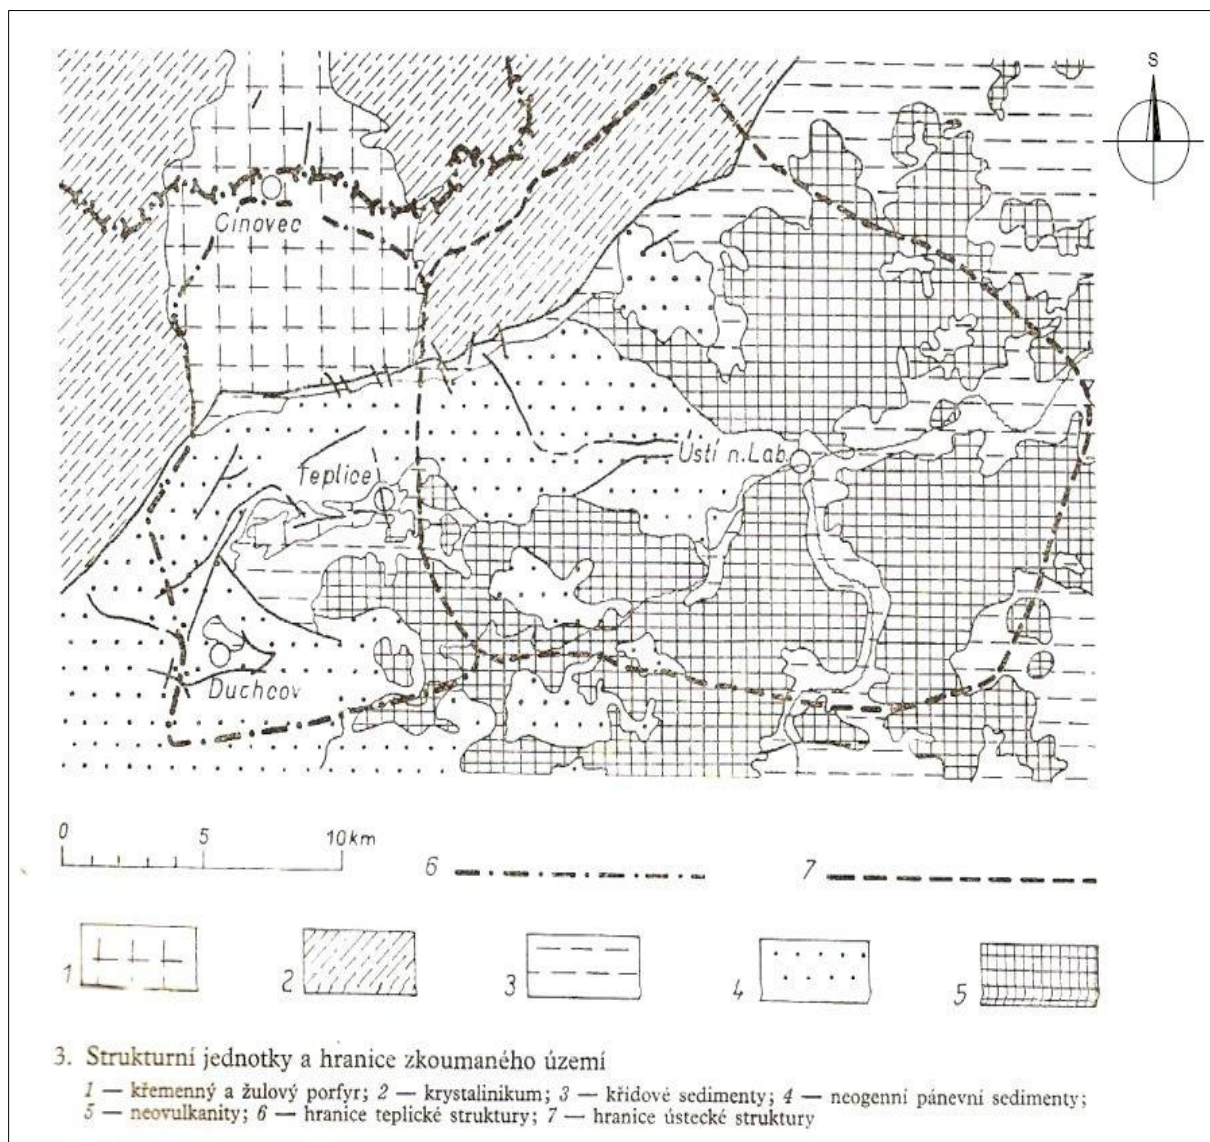 S
Cínovec
Teplice
Ústí n. Lab.
Duchcov
0 5 10 km
6
7
1
2
3
4
5
3. Strukturní jednotky a hranice zkoumaného území
1 — křemenný a žulový porfyr; 2 — krystalinikum; 3 — křídové sedimenty; 4 — neogenní pánevní sedimenty;
5 — neovulkanity; 6 — hranice teplické struktury; 7 — hranice ústecké struktury